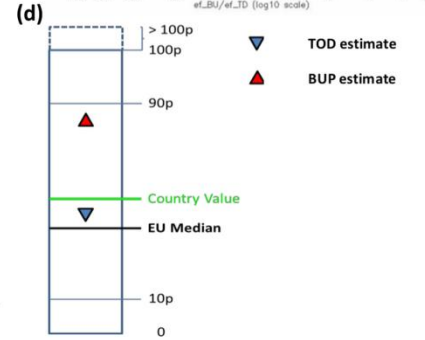 ef_BU/ef_TD (log10 scale)
(d)
> 100p
100p
TOD estimate
BUP estimate
90p
Country Value
EU Median
10p
0